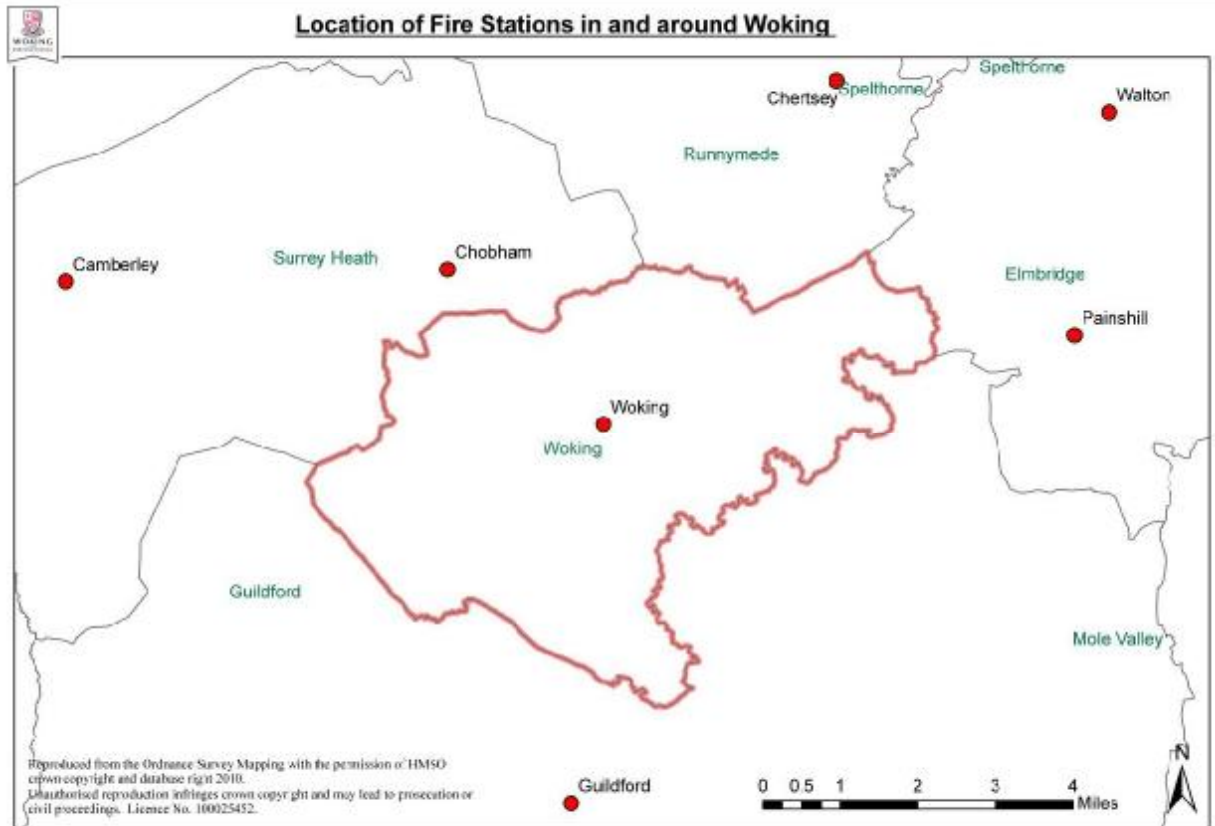 WOKING
Location of Fire Stations in and around Woking
Spelthorne
Chertsey
Spelthorne
Walton
Runnymede
Camberley
Surrey Heath
Chobham
Elmbridge
Painshill
Woking
Woking
Guildford
Mole Valley
N
Reproduced from the Ordnance Survey Mapping with the permission of HMSO
crown copyright and database right 2010.
Unauthorised reproduction infringes crown copyright and may lead to prosecution or
civil proceedings. Licence No. 100025452.
Guildford
0 0.5 1 2 3 4
Miles